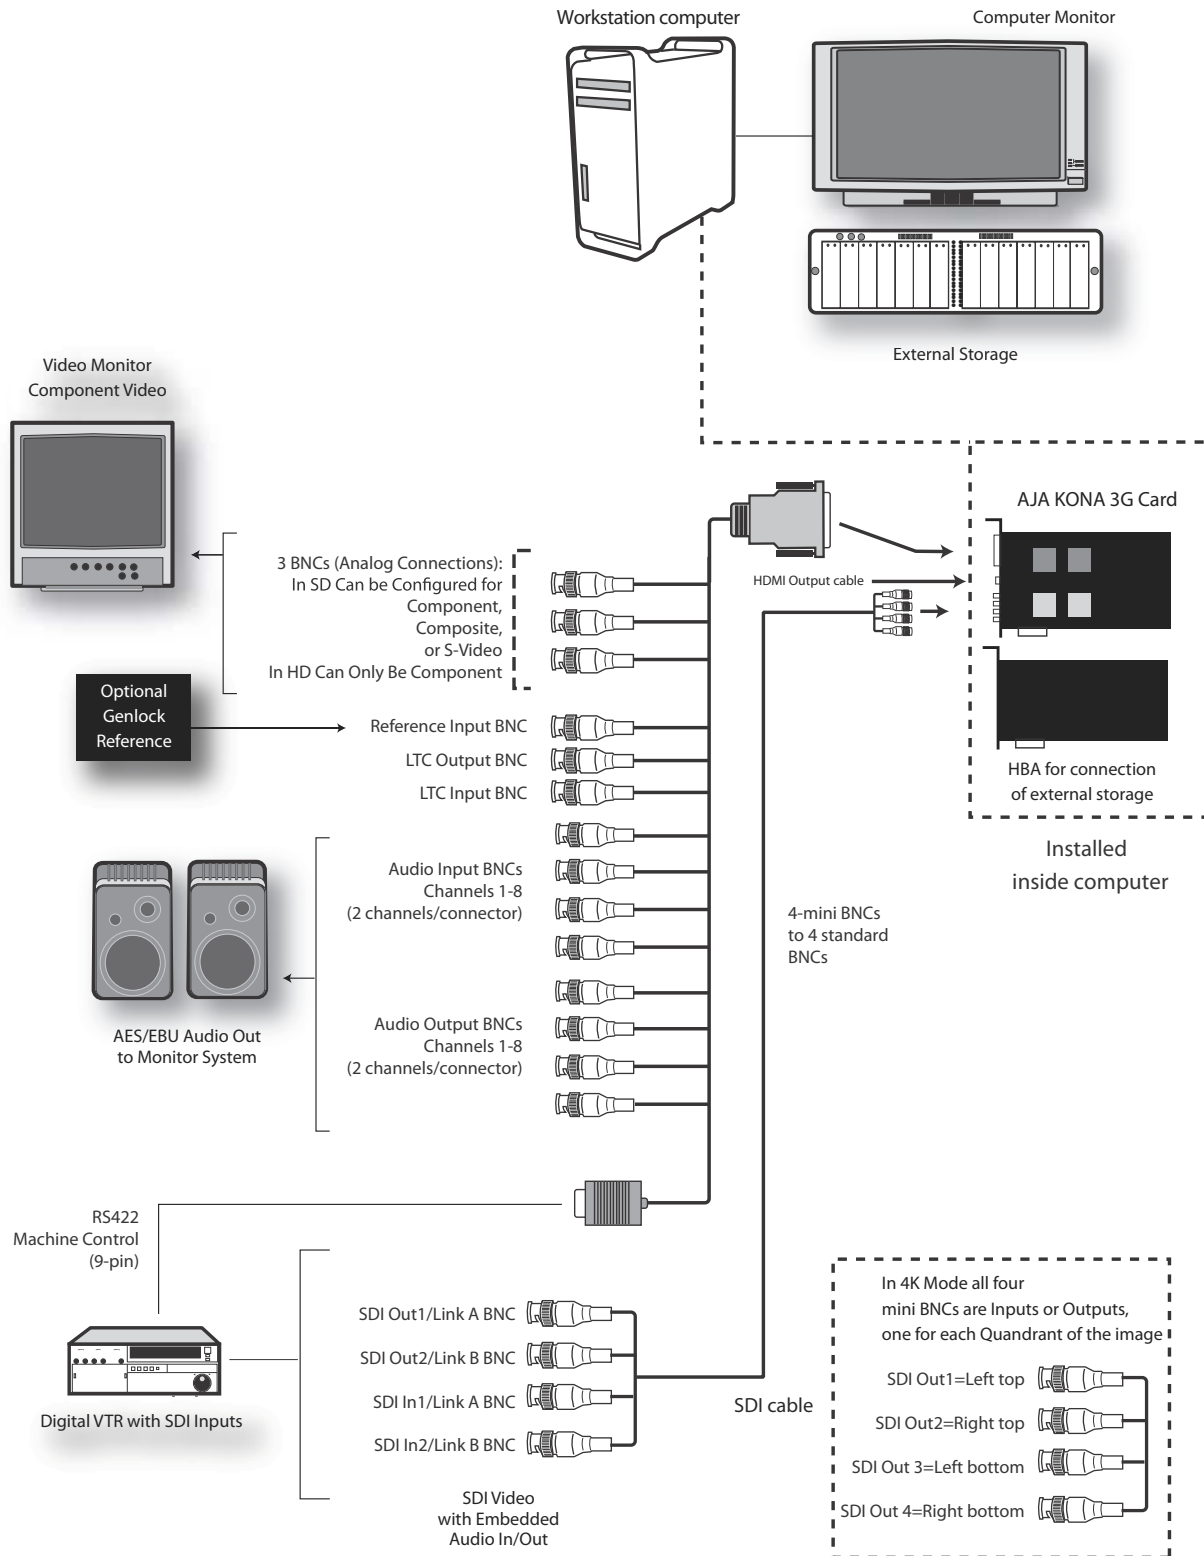 Workstation computer
Computer Monitor
External Storage
Video Monitor
Component Video
AJA KONA 3G Card
3 BNCs (Analog Connections):
In SD Can be Configured for
Component,
Composite,
or S-Video
In HD Can Only Be Component
HDMI Output cable
Optional
Genlock
Reference
Reference Input BNC
LTC Output BNC
LTC Input BNC
HBA for connection
of external storage
Installed
inside computer
Audio Input BNCs
Channels 1-8
(2 channels/connector)
4-mini BNCs
to 4 standard
BNCs
AES/EBU Audio Out
to Monitor System
Audio Output BNCs
Channels 1-8
(2 channels/connector)
RS422
Machine Control
(9-pin)
SDI Out1/Link A BNC
SDI Out2/Link B BNC
SDI In1/Link A BNC
SDI In2/Link B BNC
Digital VTR with SDI Inputs
SDI cable
SDI Video
with Embedded
Audio In/Out
In 4K Mode all four
mini BNCs are Inputs or Outputs,
one for each Quandrant of the image
SDI Out1=Left top
SDI Out2=Right top
SDI Out 3=Left bottom
SDI Out 4=Right bottom